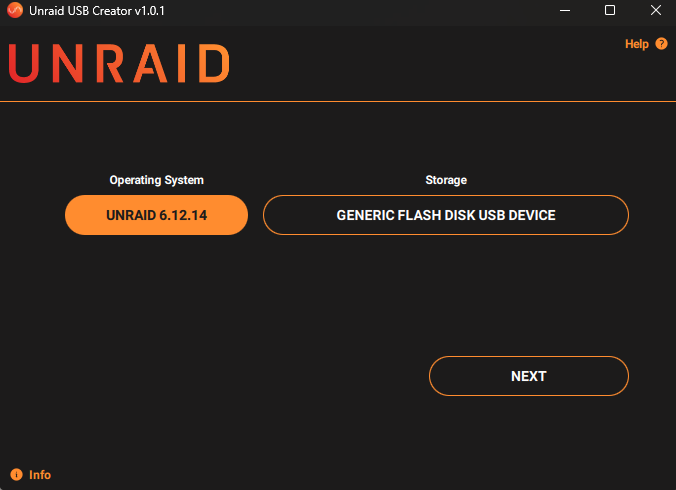 Unraid USB Creator v1.0.1
Help ?
UNRAID
Operating System
Storage
UNRAID 6.12.14
GENERIC FLASH DISK USB DEVICE
NEXT
i Info